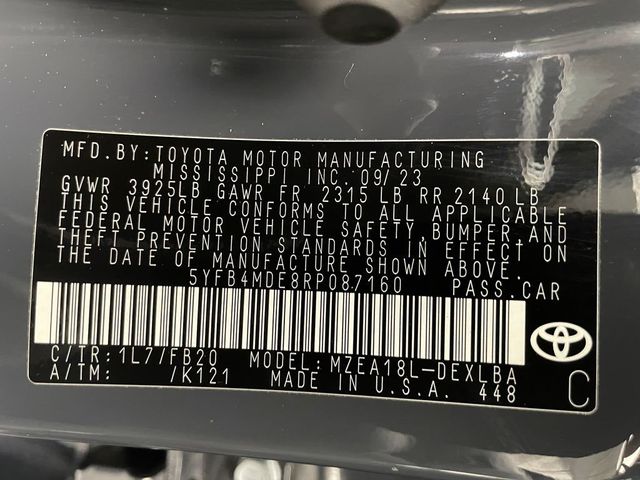 MFD.BY:TOYOTA MOTOR MANUFACTURING
MISSISSIPPI INC.09/23
GVWR 3925LB GAWR FR 2315 LB RR 2140 LB
THIS VEHICLE CONFORMS TO ALL APPLICABLE
FEDERAL MOTOR VEHICLE SAFETY,BUMPER,AND
THEFT PREVENTION STANDARDS IN EFFECT ON
THE DATE OF MANUFACTURE SHOWN ABOVE.
5YFB4MDE8RP087160 PASS.CAR
C/TR:1L7/FB20 MODEL:MZEA18L-DEXLBA
A/TM: /K121 MADE IN U.S.A. 448
C